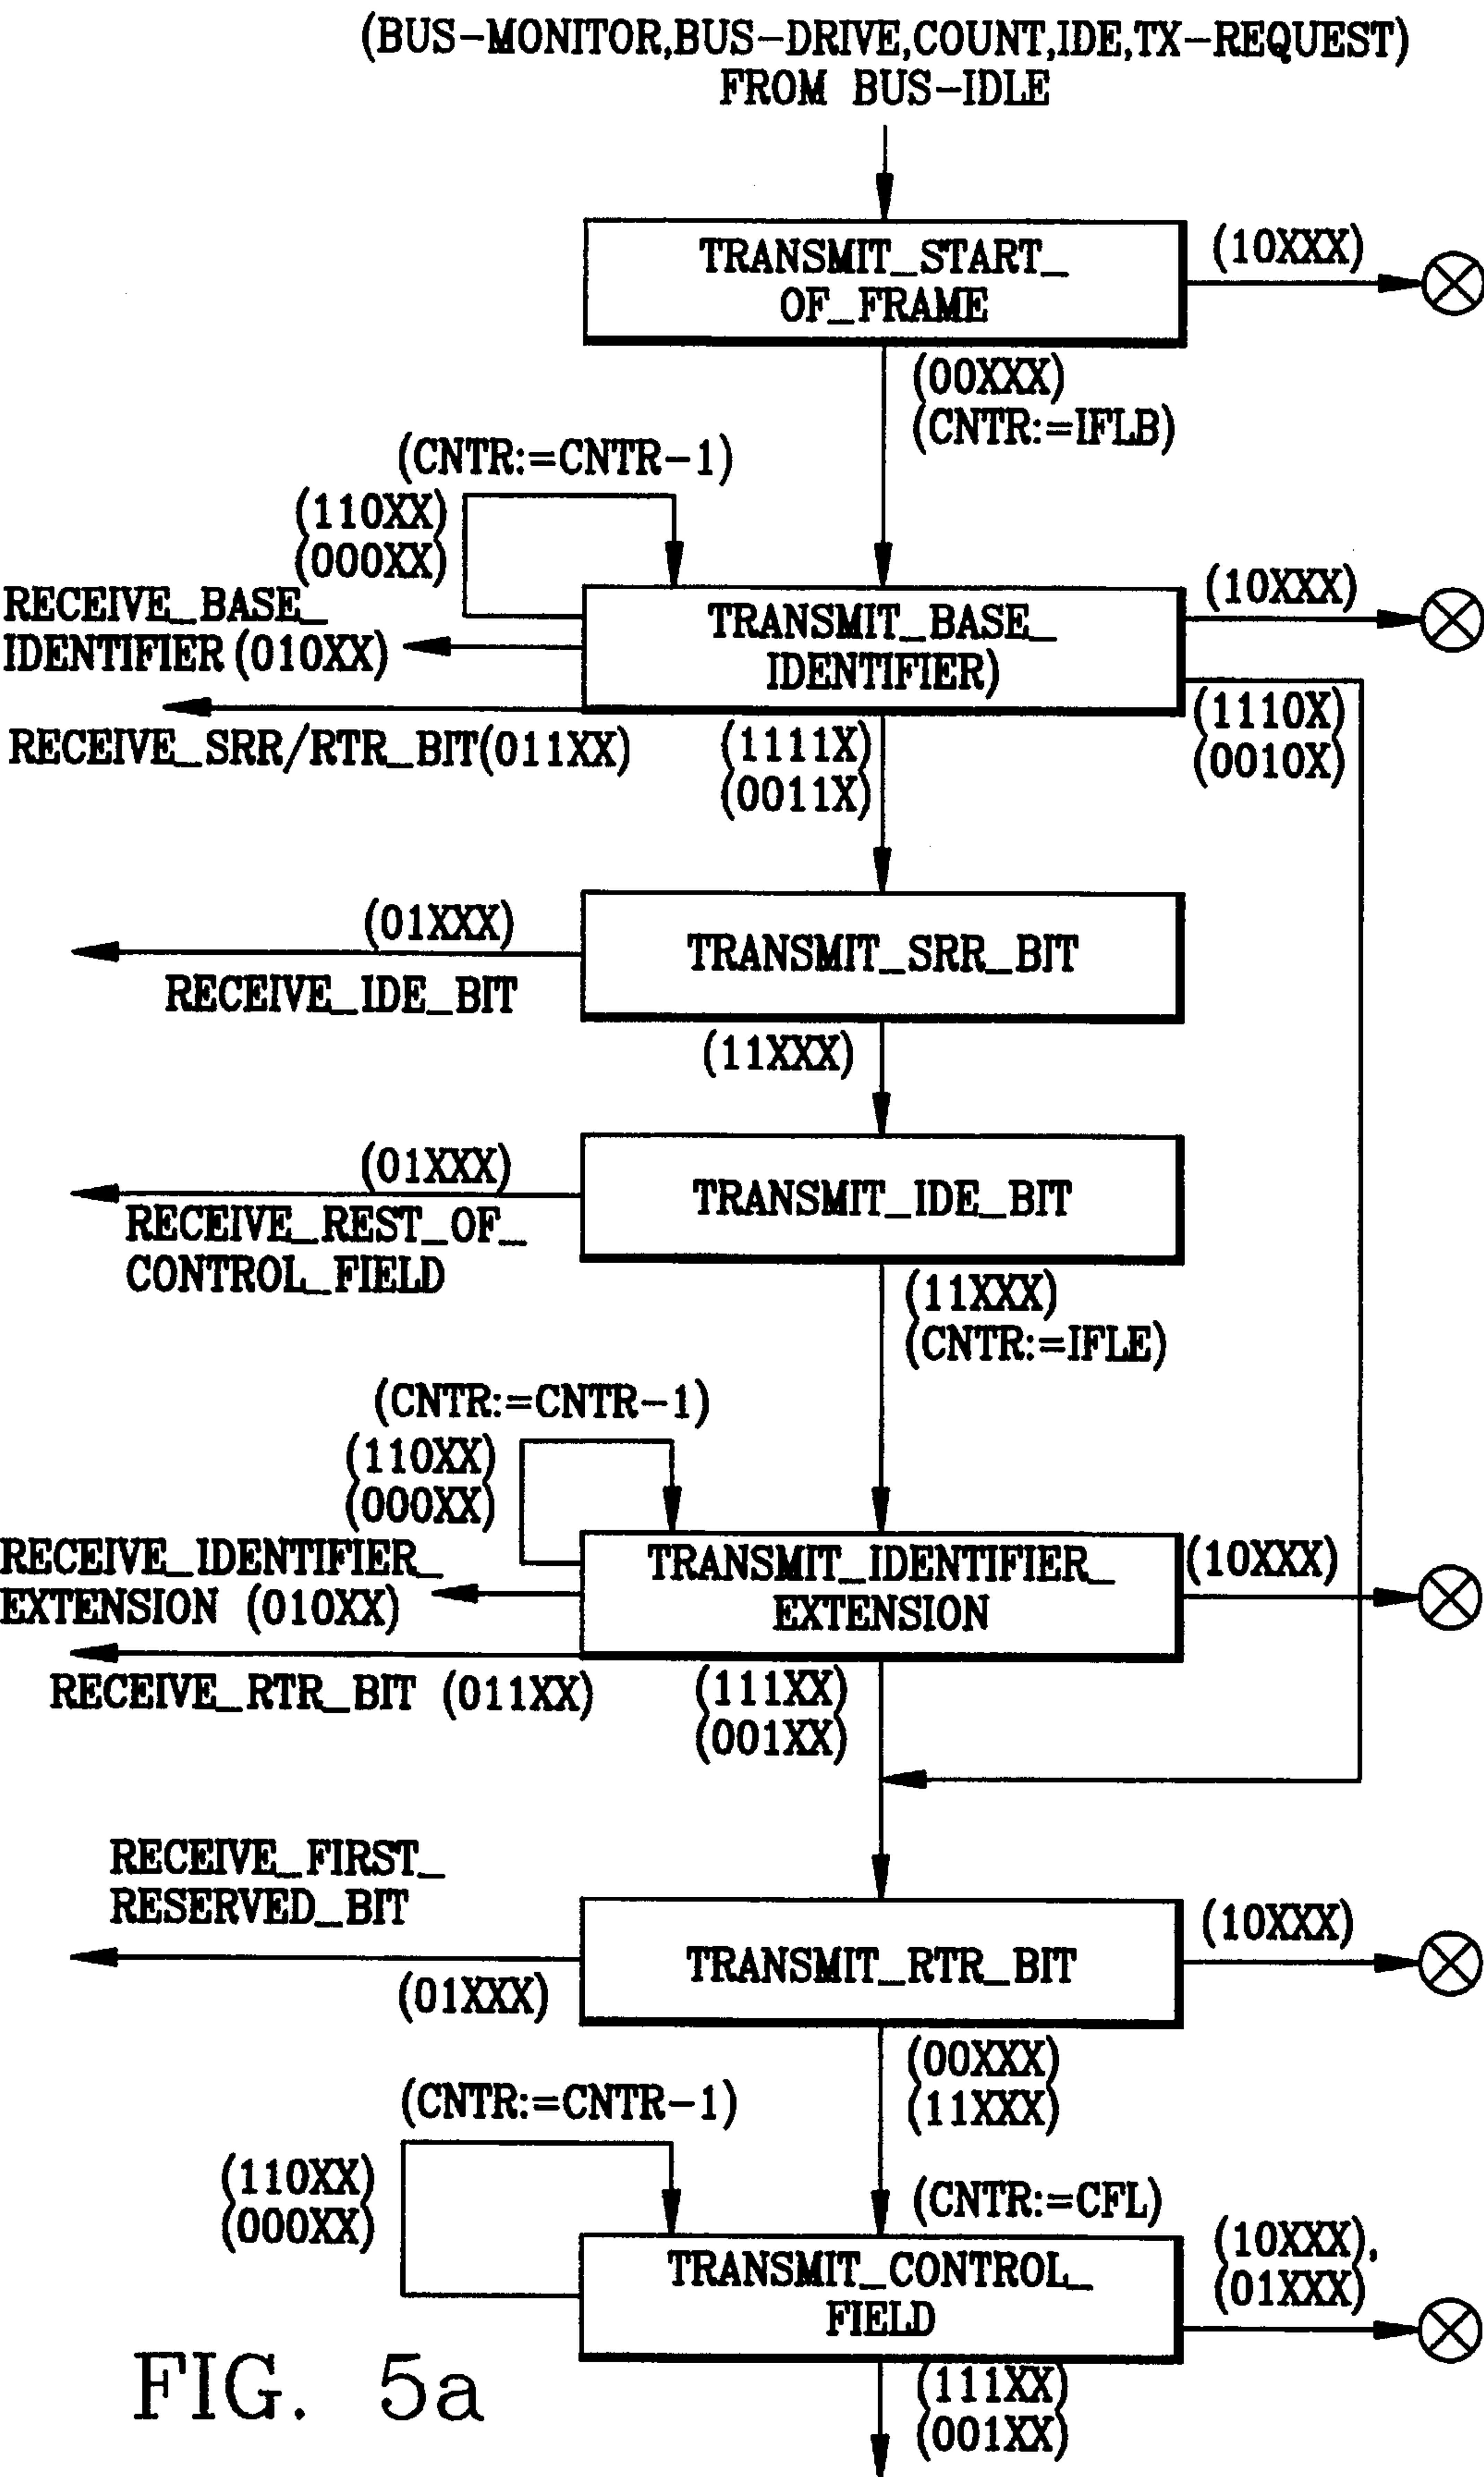 (BUS-MONITOR,BUS-DRIVE,COUNT,IDE,TX-REQUEST)
FROM BUS-IDLE
TRANSMIT_START_
OF_FRAME
(10XXX)
(00XXX)
(CNTR:=IFLB)
(CNTR:=CNTR-1)
(110XX)
(000XX)
RECEIVE_BASE_
IDENTIFIER (010XX)
TRANSMIT_BASE_
IDENTIFIER)
(10XXX)
RECEIVE_SRR/RTR_BIT(011XX)
(1111X)
(0011X)
(1110X)
(0010X)
(01XXX)
RECEIVE_IDE_BIT
TRANSMIT_SRR_BIT
(11XXX)
(01XXX)
RECEIVE_REST_OF_
CONTROL_FIELD
TRANSMIT_IDE_BIT
(11XXX)
(CNTR:=IFLE)
(CNTR:=CNTR-1)
(110XX)
(000XX)
RECEIVE_IDENTIFIER_
EXTENSION (010XX)
TRANSMIT_IDENTIFIER_
EXTENSION
(10XXX)
RECEIVE_RTR_BIT (011XX)
(111XX)
(001XX)
RECEIVE_FIRST_
RESERVED_BIT
(01XXX)
TRANSMIT_RTR_BIT
(10XXX)
(00XXX)
(11XXX)
(CNTR:=CNTR-1)
(110XX)
(000XX)
(CNTR:=CFL)
TRANSMIT_CONTROL_
FIELD
(10XXX),
(01XXX)
(111XX)
(001XX)
FIG. 5a